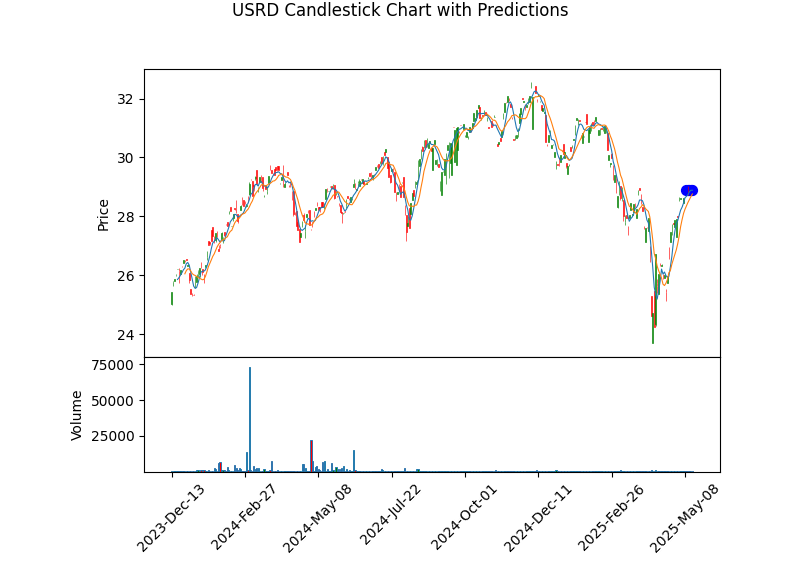 USRD Candlestick Chart with Predictions
32
30
28
26
24
Price
75000
50000
25000
Volume
2023-Dec-13
2024-Feb-27
2024-May-08
2024-Jul-22
2024-Oct-01
2024-Dec-11
2025-Feb-26
2025-May-08